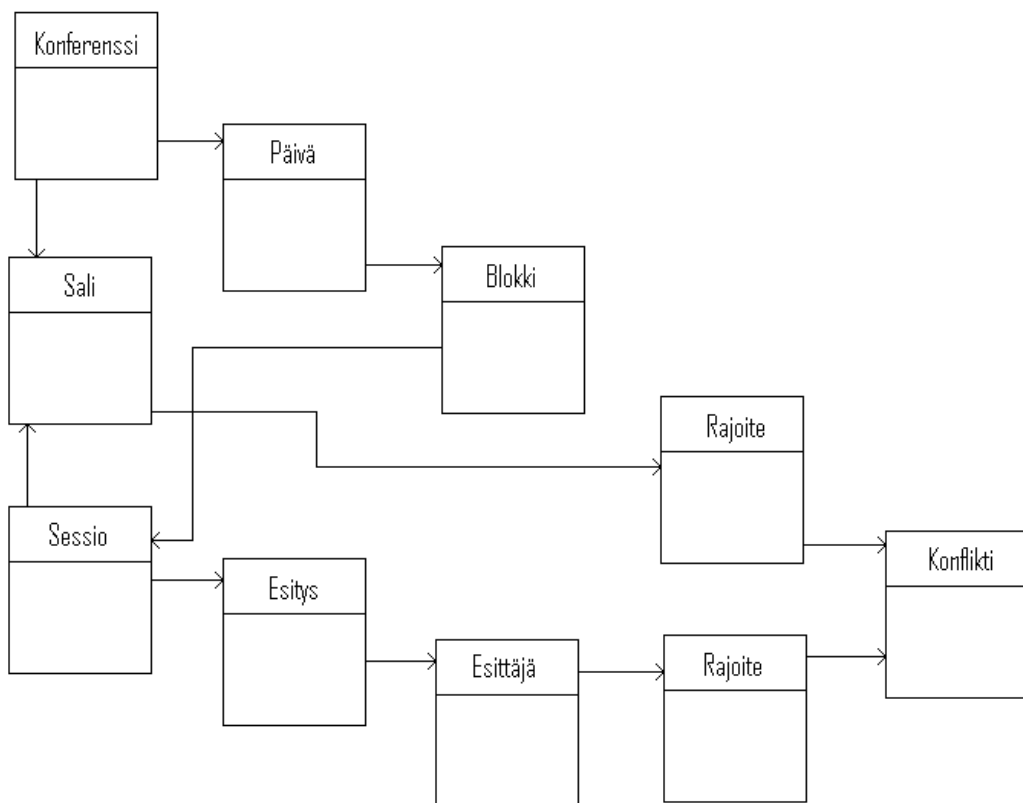 Konferenssi
Päivä
Sali
Blokki
Rajoite
Sessio
Esitys
Konflikti
Esittäjä
Rajoite